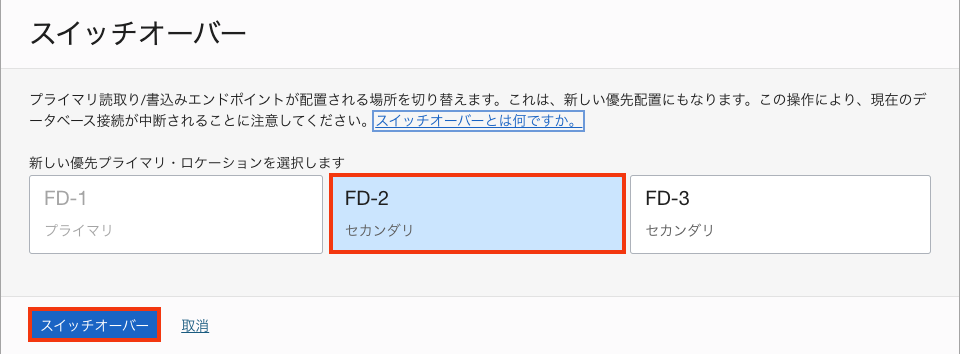 スイッチオーバー
プライマリ読取り/書込みエンドポイントが配置される場所を切り替えます。これは、新しい優先配置にもなります。この操作により、現在のデ
ータベース接続が中断されることに注意してください。スイッチオーバーとは何ですか。
新しい優先プライマリ・ロケーションを選択します
FD-1 FD-2 FD-3
プライマリ セカンダリ セカンダリ
スイッチオーバー 取消